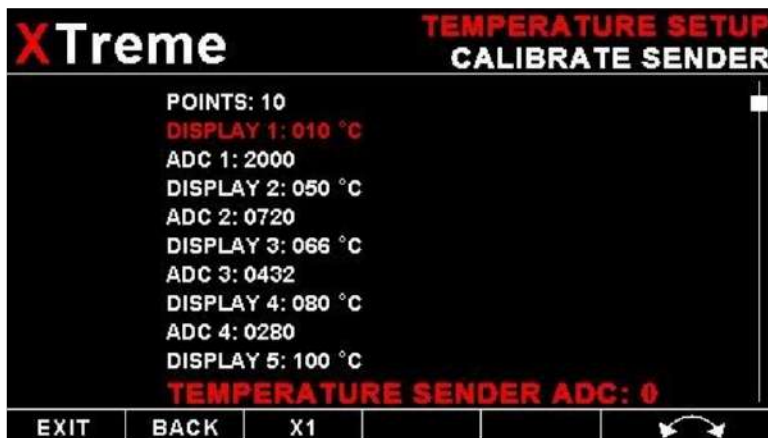 XTreme
TEMPERATURE SETUP
CALIBRATE SENDER
POINTS: 10
DISPLAY 1: 010 °C
ADC 1: 2000
DISPLAY 2: 050 °C
ADC 2: 0720
DISPLAY 3: 066 °C
ADC 3: 0432
DISPLAY 4: 080 °C
ADC 4: 0280
DISPLAY 5: 100 °C
TEMPERATURE SENDER ADC: 0
EXIT BACK X1